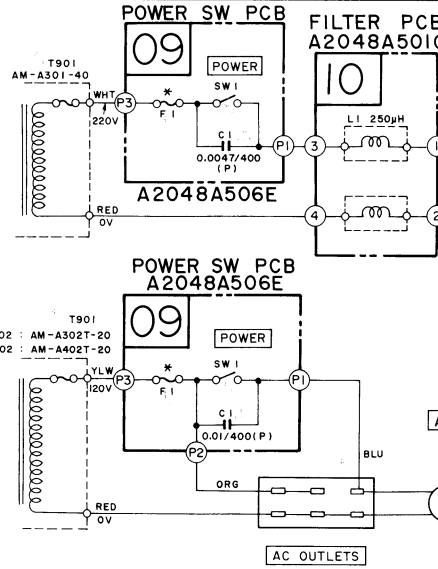 POWER SW PCB
FILTER PCB
A2048A501
09
10
T901
AM-A301-40
POWER
SW1
WHT
220V
P3
*
F1
C1
0.0047/400
(P)
P1
3
L1 250μH
1
A2048A506E
RED
0V
4
2
POWER SW PCB
A2048A506E
09
T901
02 : AM-A302T-20
02 : AM-A402T-20
POWER
SW1
YLW
120V
P3
*
F1
P1
C1
0.01/400(P)
P2
BLU
ORG
RED
0V
AC OUTLETS